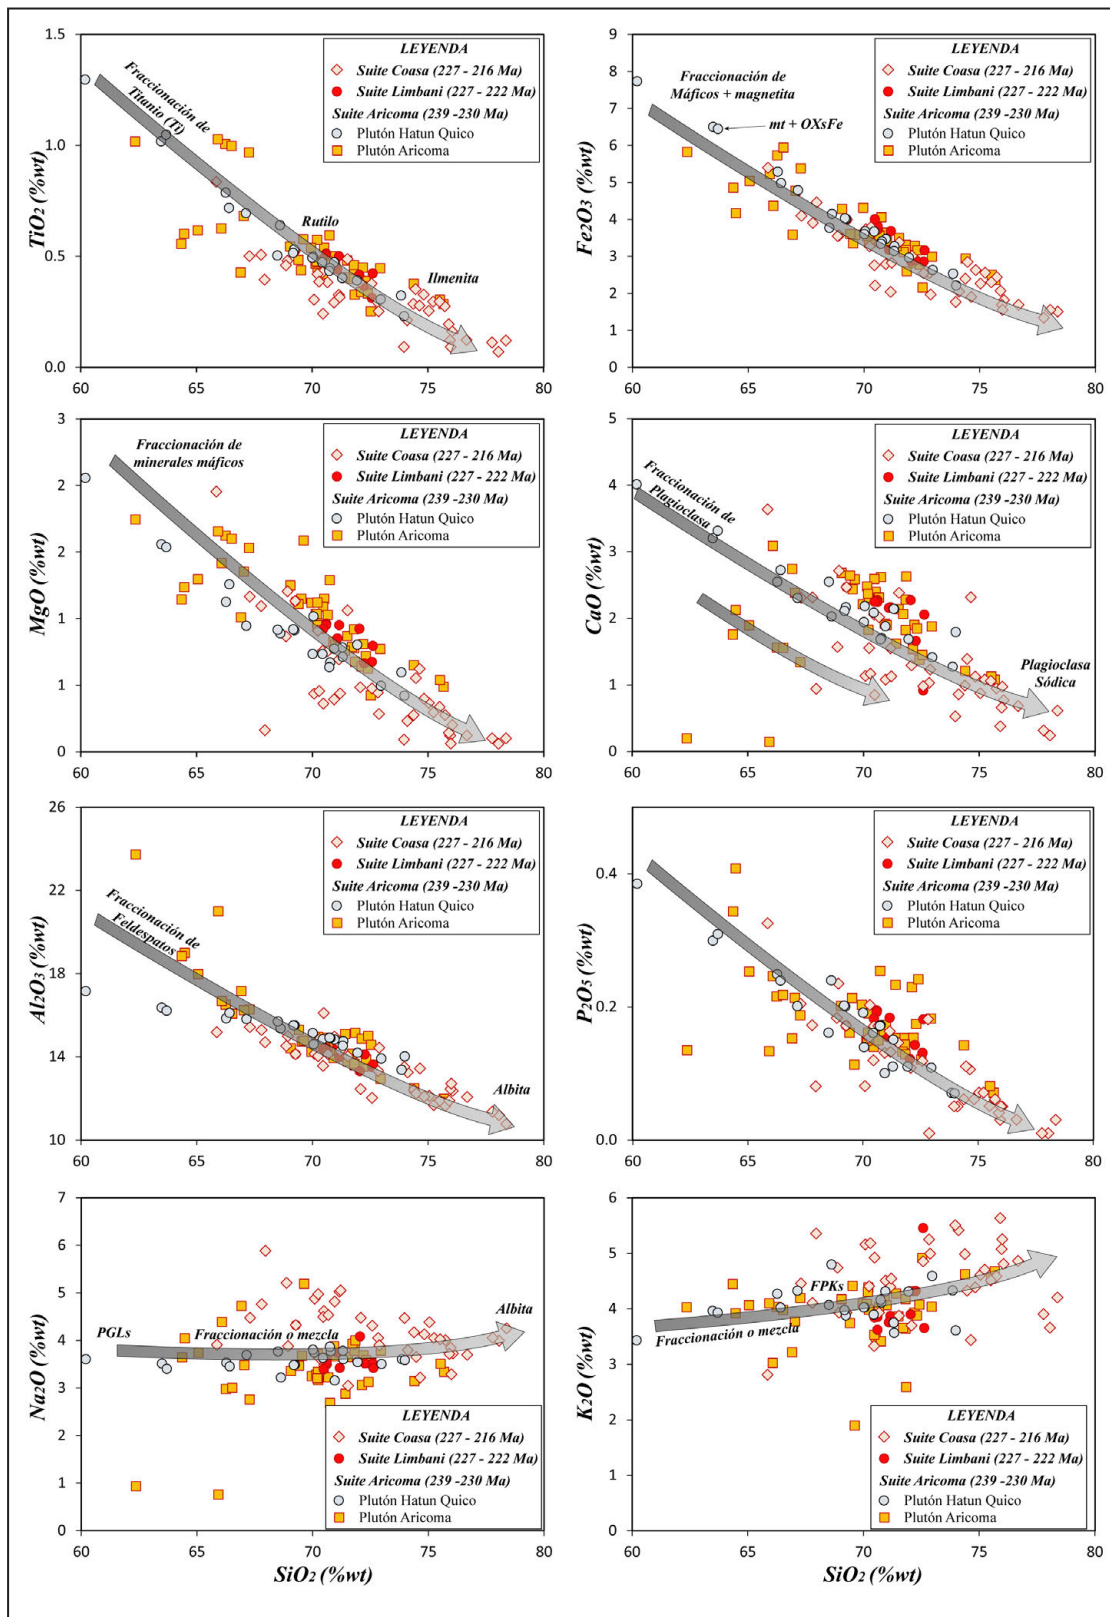 TiO2 (%wt)
1.5
1.0
0.5
0.0
60
65
70
75
80
Fraccionación de
Titanio (Ti)
Rutilo
Ilmenita
LEYENDA
Suite Coasa (227 - 216 Ma)
Suite Limbani (227 - 222 Ma)
Suite Aricoma (239 -230 Ma)
Plutón Hatun Quico
Plutón Aricoma
Fe2O3 (%wt)
9
8
7
6
5
4
3
2
1
0
60
65
70
75
80
Fraccionación de
Máficos + magnetita
mt + OXsFe
LEYENDA
Suite Coasa (227 - 216 Ma)
Suite Limbani (227 - 222 Ma)
Suite Aricoma (239 -230 Ma)
Plutón Hatun Quico
Plutón Aricoma
MgO (%wt)
3
2
2
1
1
0
60
65
70
75
80
Fraccionación de
minerales máficos
LEYENDA
Suite Coasa (227 - 216 Ma)
Suite Limbani (227 - 222 Ma)
Suite Aricoma (239 -230 Ma)
Plutón Hatun Quico
Plutón Aricoma
CaO (%wt)
5
4
3
2
1
0
60
65
70
75
80
Fraccionación de
Plagioclasa
Plagioclasa
Sódica
LEYENDA
Suite Coasa (227 - 216 Ma)
Suite Limbani (227 - 222 Ma)
Suite Aricoma (239 -230 Ma)
Plutón Hatun Quico
Plutón Aricoma
Al2O3 (%wt)
26
22
18
14
10
60
65
70
75
80
Fraccionación de
Feldespatos
Albita
LEYENDA
Suite Coasa (227 - 216 Ma)
Suite Limbani (227 - 222 Ma)
Suite Aricoma (239 -230 Ma)
Plutón Hatun Quico
Plutón Aricoma
P2O5 (%wt)
0.4
0.2
0.0
60
65
70
75
80
LEYENDA
Suite Coasa (227 - 216 Ma)
Suite Limbani (227 - 222 Ma)
Suite Aricoma (239 -230 Ma)
Plutón Hatun Quico
Plutón Aricoma
Na2O (%wt)
7
6
5
4
3
2
1
0
60
65
70
75
80
SiO2 (%wt)
PGLs
Fraccionación o mezcla
Albita
LEYENDA
Suite Coasa (227 - 216 Ma)
Suite Limbani (227 - 222 Ma)
Suite Aricoma (239 -230 Ma)
Plutón Hatun Quico
Plutón Aricoma
K2O (%wt)
6
5
4
3
2
1
0
60
65
70
75
80
SiO2 (%wt)
FPKs
Fraccionación o mezcla
LEYENDA
Suite Coasa (227 - 216 Ma)
Suite Limbani (227 - 222 Ma)
Suite Aricoma (239 -230 Ma)
Plutón Hatun Quico
Plutón Aricoma